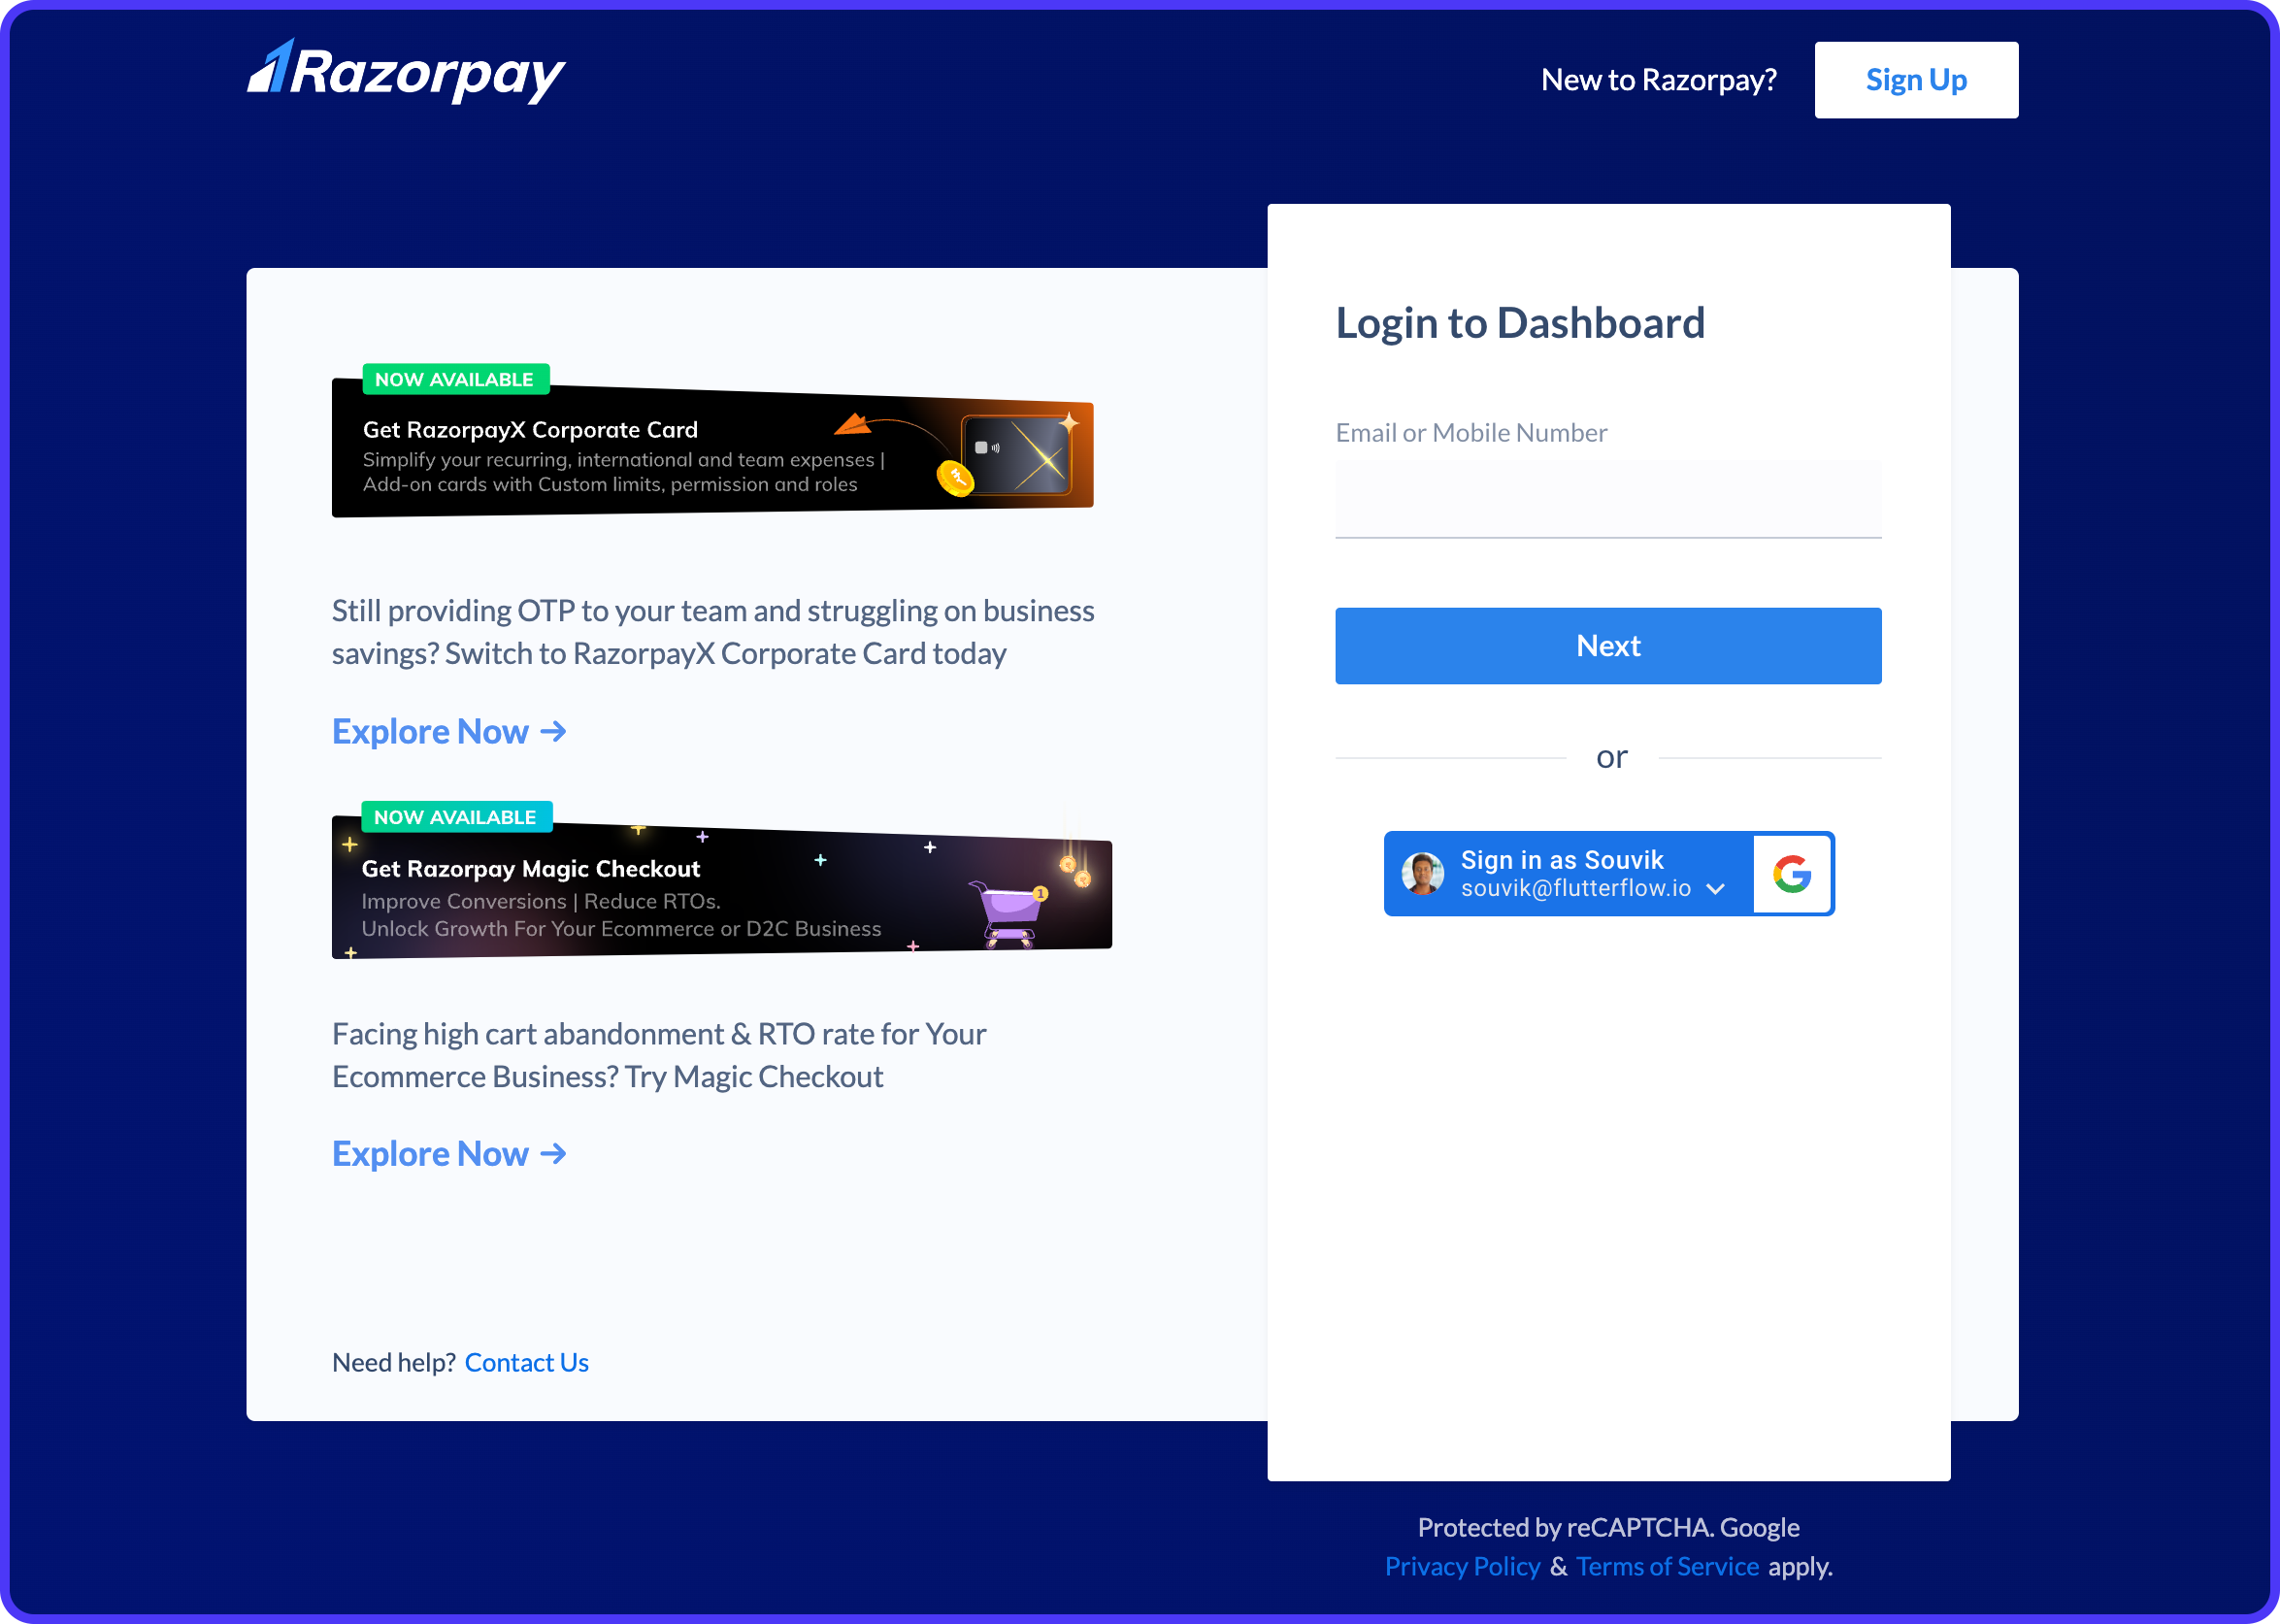 Razorpay
New to Razorpay?
Sign Up
NOW AVAILABLE
Get RazorpayX Corporate Card
Simplify your recurring, international and team expenses |
Add-on cards with Custom limits, permission and roles
Still providing OTP to your team and struggling on business
savings? Switch to RazorpayX Corporate Card today
Explore Now →
NOW AVAILABLE
Get Razorpay Magic Checkout
Improve Conversions | Reduce RTOs.
Unlock Growth For Your Ecommerce or D2C Business
1
Facing high cart abandonment & RTO rate for Your
Ecommerce Business? Try Magic Checkout
Explore Now →
Need help? Contact Us
Login to Dashboard
Email or Mobile Number
Next
or
Sign in as Souvik
souvik@flutterflow.io
Protected by reCAPTCHA. Google
Privacy Policy & Terms of Service apply.